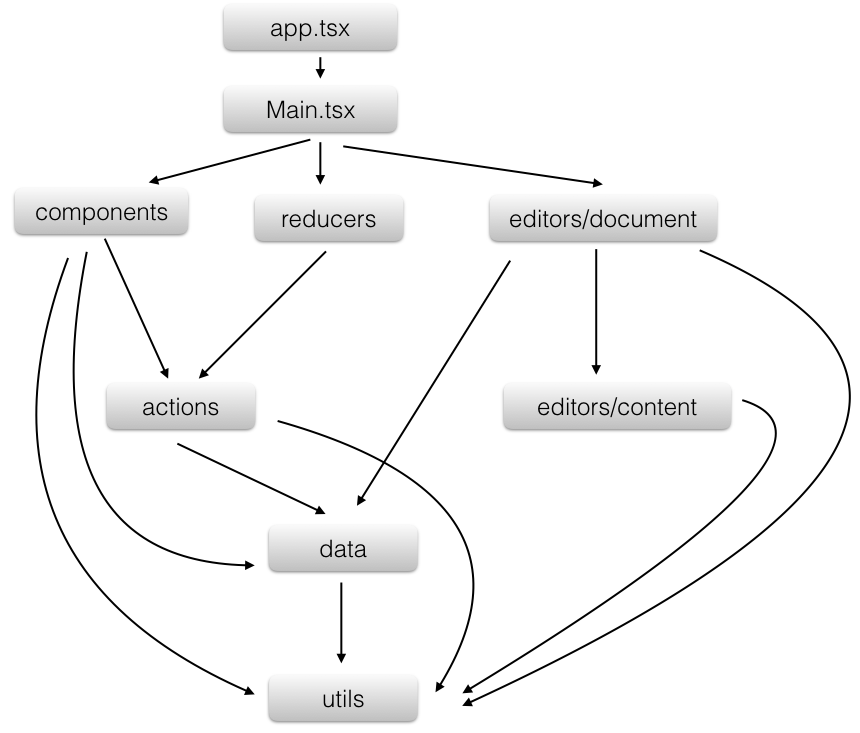 app.tsx
Main.tsx
components
reducers
editors/document
actions
editors/content
data
utils